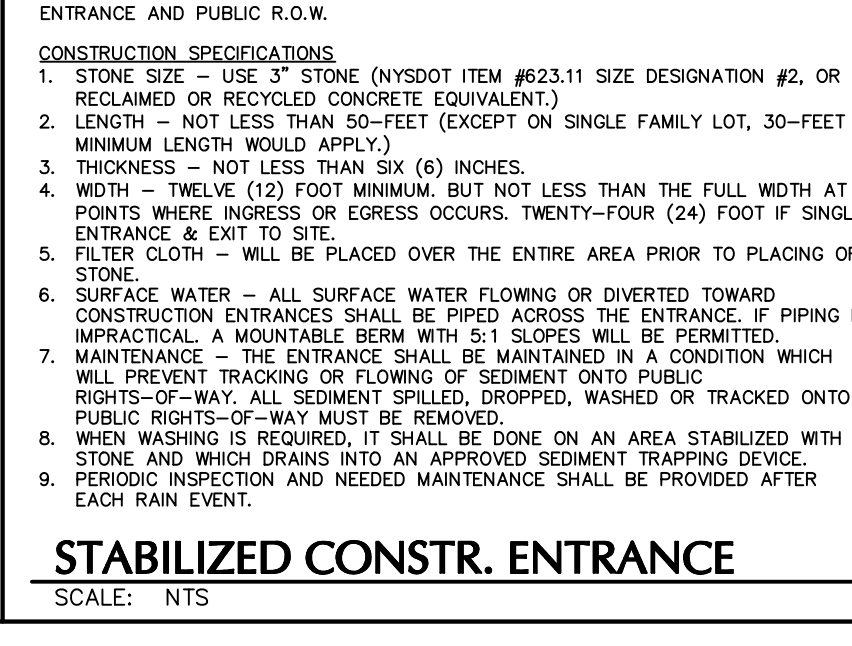 ENTRANCE AND PUBLIC R.O.W.
CONSTRUCTION SPECIFICATIONS
1. STONE SIZE – USE 3" STONE (NYSDOT ITEM #623.11 SIZE DESIGNATION #2, OR
RECLAIMED OR RECYCLED CONCRETE EQUIVALENT.)
2. LENGTH – NOT LESS THAN 50–FEET (EXCEPT ON SINGLE FAMILY LOT, 30–FEET
MINIMUM LENGTH WOULD APPLY.)
3. THICKNESS – NOT LESS THAN SIX (6) INCHES.
4. WIDTH – TWELVE (12) FOOT MINIMUM. BUT NOT LESS THAN THE FULL WIDTH AT
POINTS WHERE INGRESS OR EGRESS OCCURS. TWENTY–FOUR (24) FOOT IF SINGL
ENTRANCE & EXIT TO SITE.
5. FILTER CLOTH – WILL BE PLACED OVER THE ENTIRE AREA PRIOR TO PLACING OF
STONE.
6. SURFACE WATER – ALL SURFACE WATER FLOWING OR DIVERTED TOWARD
CONSTRUCTION ENTRANCES SHALL BE PIPED ACROSS THE ENTRANCE. IF PIPING
IMPRACTICAL. A MOUNTABLE BERM WITH 5:1 SLOPES WILL BE PERMITTED.
7. MAINTENANCE – THE ENTRANCE SHALL BE MAINTAINED IN A CONDITION WHICH
WILL PREVENT TRACKING OR FLOWING OF SEDIMENT ONTO PUBLIC
RIGHTS–OF–WAY. ALL SEDIMENT SPILLED, DROPPED, WASHED OR TRACKED ONTO
PUBLIC RIGHTS–OF–WAY MUST BE REMOVED.
8. WHEN WASHING IS REQUIRED, IT SHALL BE DONE ON AN AREA STABILIZED WITH
STONE AND WHICH DRAINS INTO AN APPROVED SEDIMENT TRAPPING DEVICE.
9. PERIODIC INSPECTION AND NEEDED MAINTENANCE SHALL BE PROVIDED AFTER
EACH RAIN EVENT.
STABILIZED CONSTR. ENTRANCE
SCALE: NTS